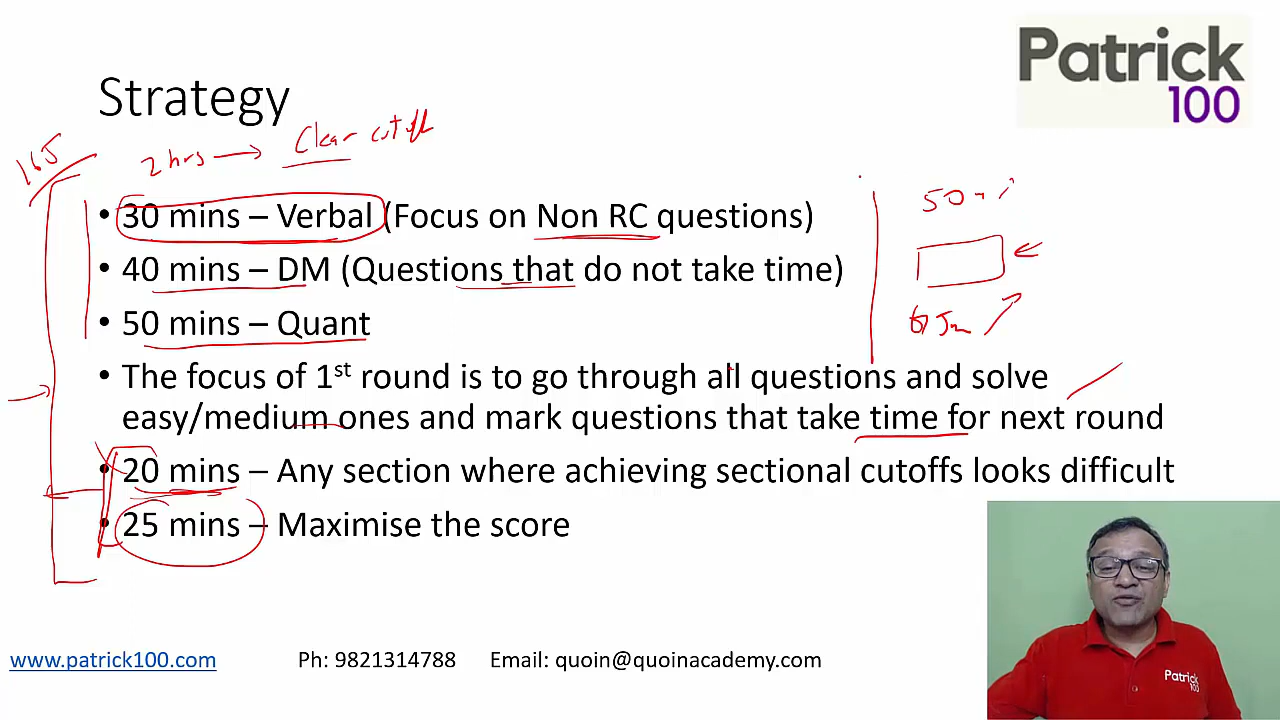 Patrick
100
Strategy
165
2 hrs → Clear cutoff
• 30 mins – Verbal (Focus on Non RC questions)
• 40 mins – DM (Questions that do not take time)
• 50 mins – Quant
50
• The focus of 1st round is to go through all questions and solve
easy/medium ones and mark questions that take time for next round
• 20 mins – Any section where achieving sectional cutoffs looks difficult
• 25 mins – Maximise the score
www.patrick100.com Ph: 9821314788 Email: quoin@quoinacademy.com
Patrick
100